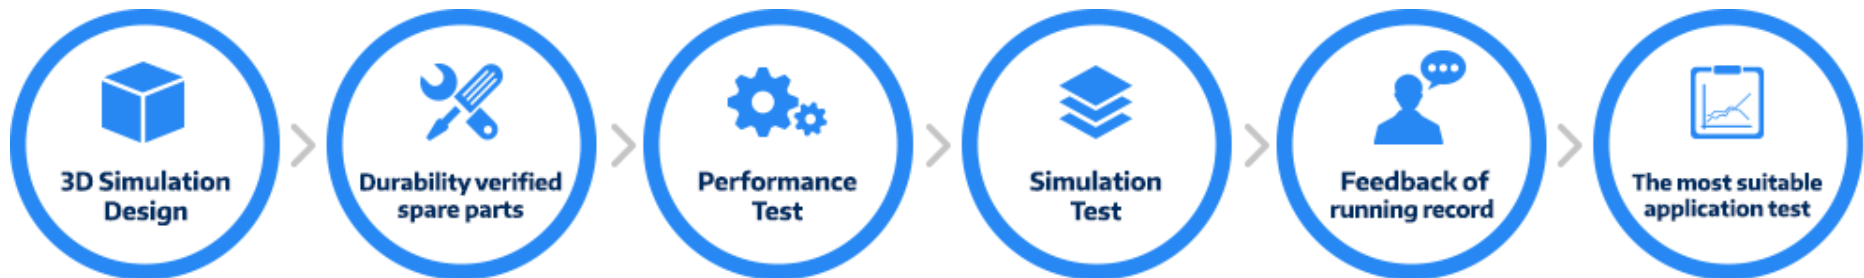 3D Simulation
Design
Durability verified
spare parts
Performance
Test
Simulation
Test
Feedback of
running record
The most suitable
application test